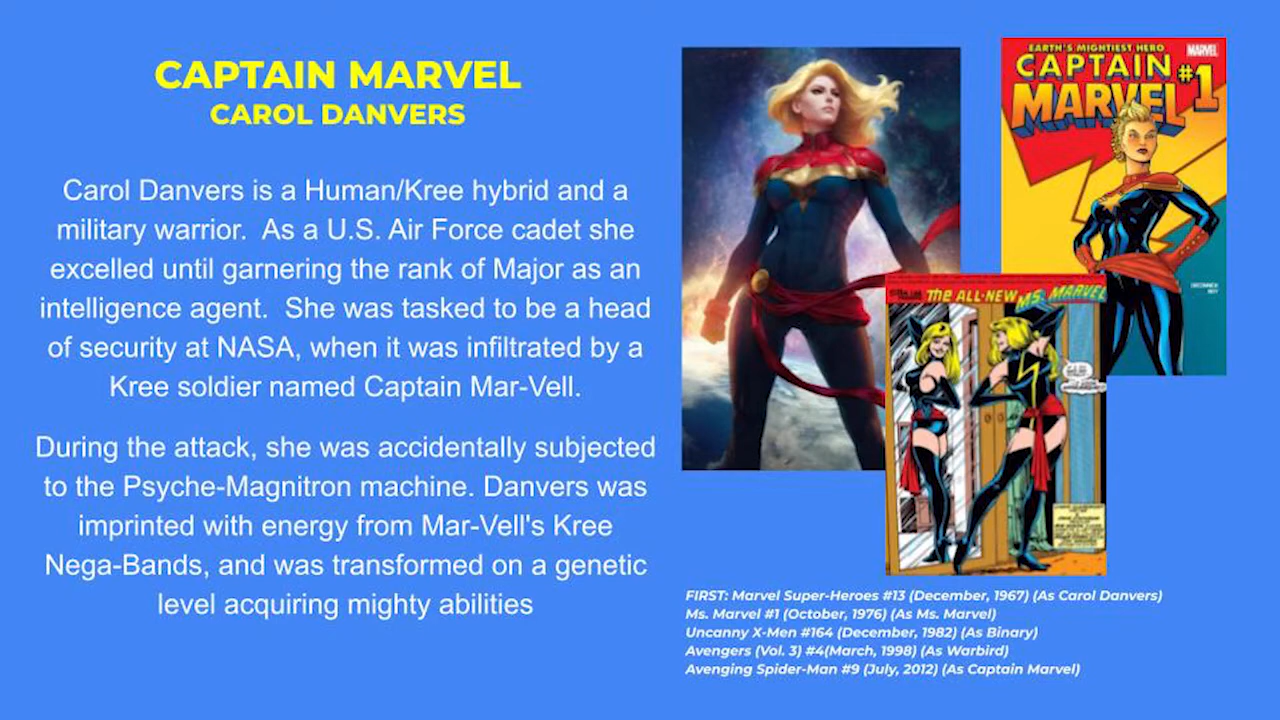 CAPTAIN MARVEL
CAROL DANVERS
Carol Danvers is a Human/Kree hybrid and a
military warrior.  As a U.S. Air Force cadet she
excelled until garnering the rank of Major as an
intelligence agent.  She was tasked to be a head
of security at NASA, when it was infiltrated by a
Kree soldier named Captain Mar-Vell.
During the attack, she was accidentally subjected
to the Psyche-Magnitron machine. Danvers was
imprinted with energy from Mar-Vell's Kree
Nega-Bands, and was transformed on a genetic
level acquiring mighty abilities
EARTH'S MIGHTIEST HERO
MARVEL
CAPTAIN
MARVEL #1
The ALL-NEW MS. MARVEL
FIRST: Marvel Super-Heroes #13 (December, 1967) (As Carol Danvers)
Ms. Marvel #1 (October, 1976) (As Ms. Marvel)
Uncanny X-Men #164 (December, 1982) (As Binary)
Avengers (Vol. 3) #4(March, 1998) (As Warbird)
Avenging Spider-Man #9 (July, 2012) (As Captain Marvel)